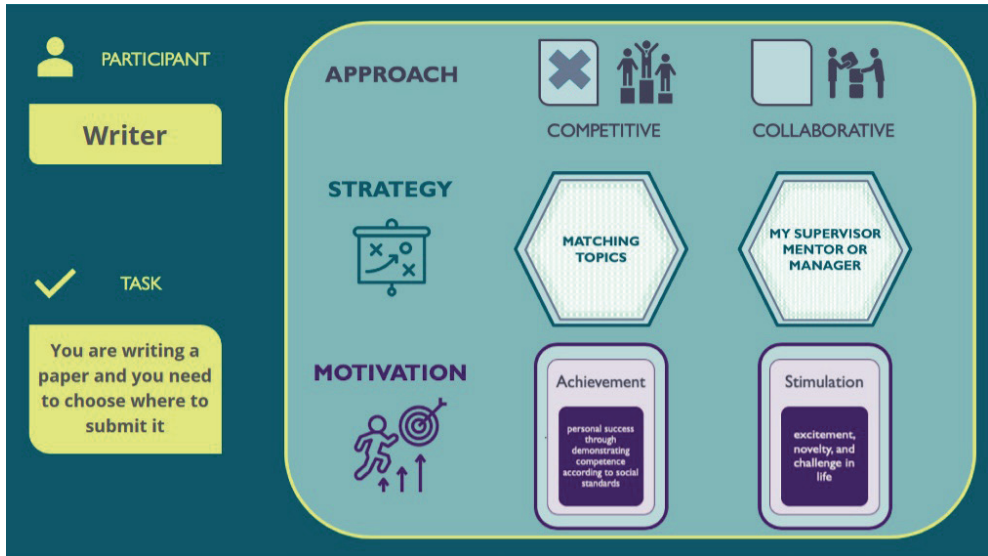 PARTICIPANT
Writer
TASK
You are writing a
paper and you need
to choose where to
submit it
APPROACH
COMPETITIVE
COLLABORATIVE
STRATEGY
MATCHING
TOPICS
MY SUPERVISOR
MENTOR OR
MANAGER
MOTIVATION
Achievement
personal success
through
demonstrating
competence
according to social
standards
Stimulation
excitement,
novelty, and
challenge in
life